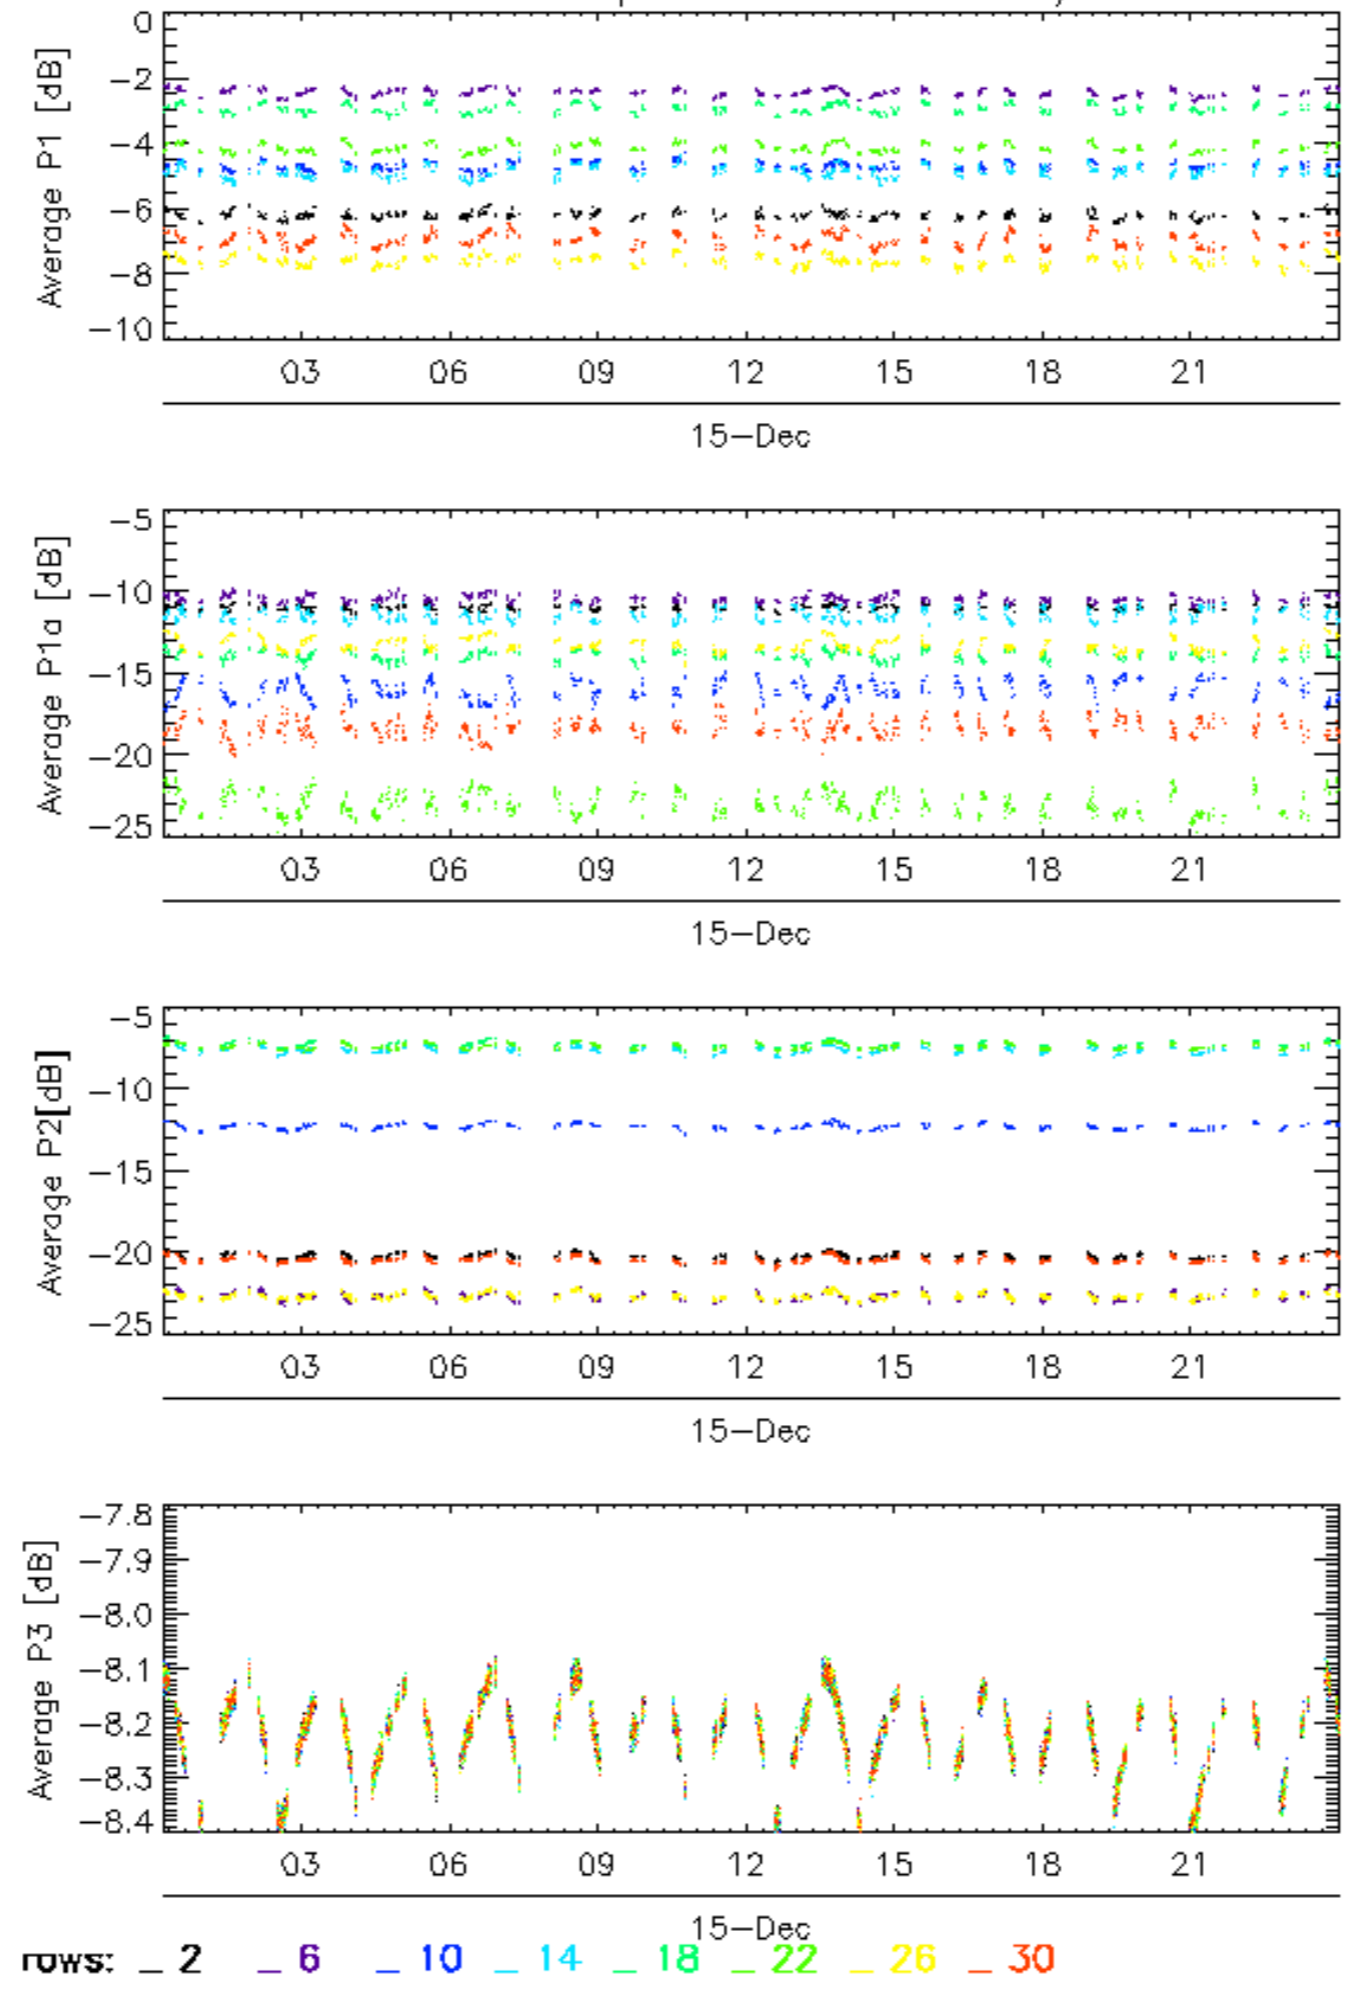 0
−2
−4
−6
−8
−10
Average P1 [dB]
03 06 09 12 15 18 21
15−Dec
−5
−10
−15
−20
−25
Average P1a [dB]
03 06 09 12 15 18 21
15−Dec
−5
−10
−15
−20
−25
Average P2[dB]
03 06 09 12 15 18 21
15−Dec
−7.8
−7.9
−8.0
−8.1
−8.2
−8.3
−8.4
Average P3 [dB]
03 06 09 12 15 18 21
15−Dec
rows: _ 2 _ 6 _ 10 _ 14 _ 18 _ 22 _ 26 _ 30